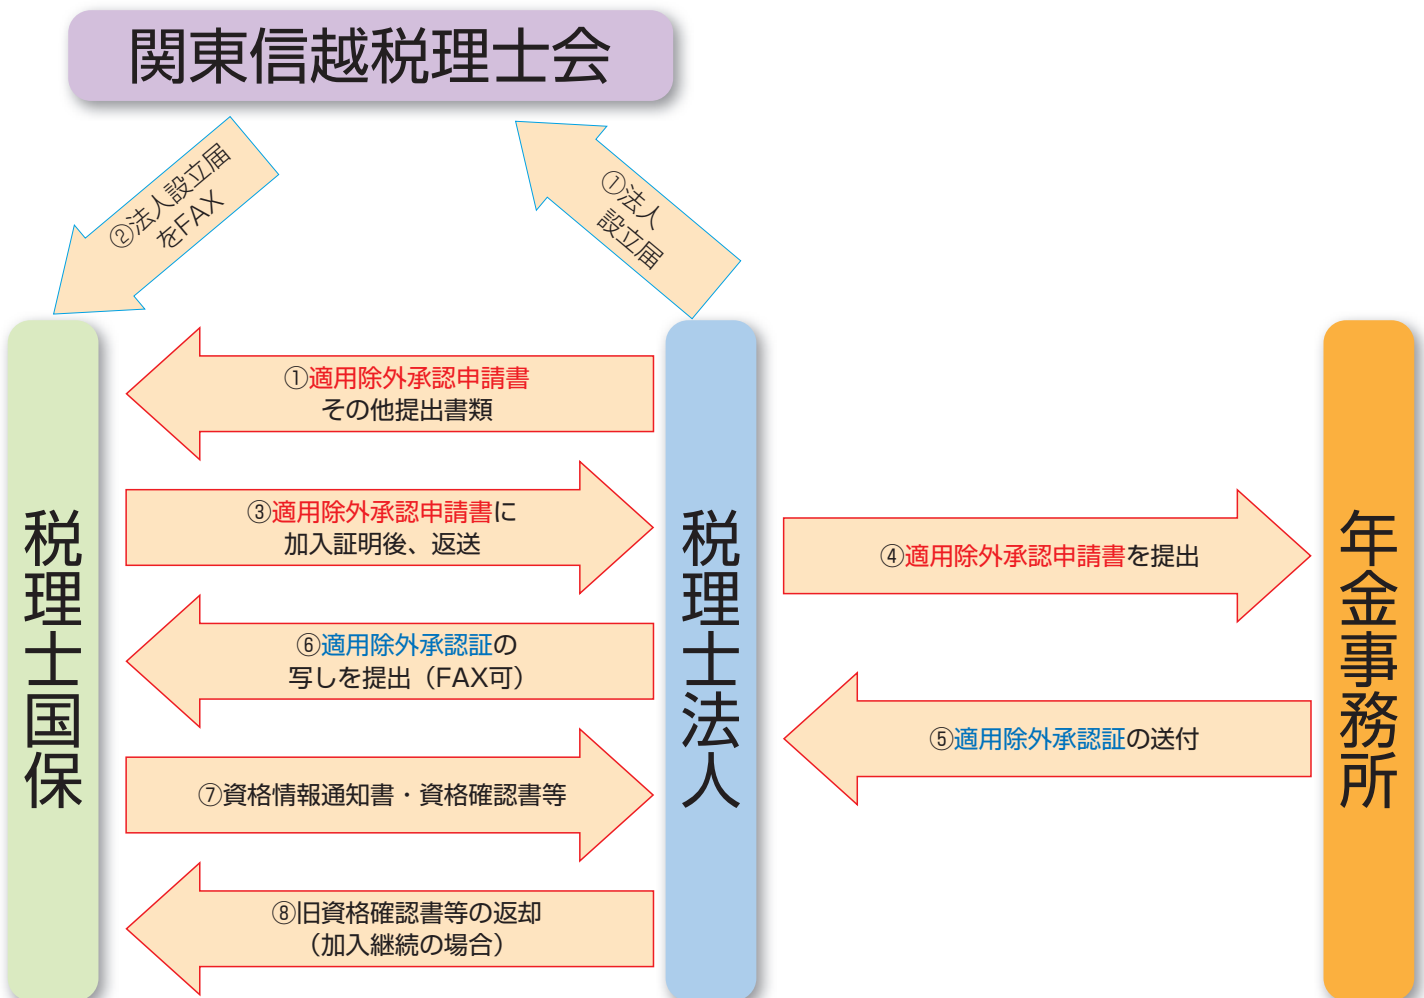 関東信越税理士会
②法人設立届
をFAX
①法人
設立届
税理士国保
①適用除外承認申請書
その他提出書類
③適用除外承認申請書に
加入証明後、返送
⑥適用除外承認証の
写しを提出（FAX可）
⑦資格情報通知書・資格確認書等
⑧旧資格確認書等の返却
（加入継続の場合）
税理士法人
④適用除外承認申請書を提出
⑤適用除外承認証の送付
年金事務所